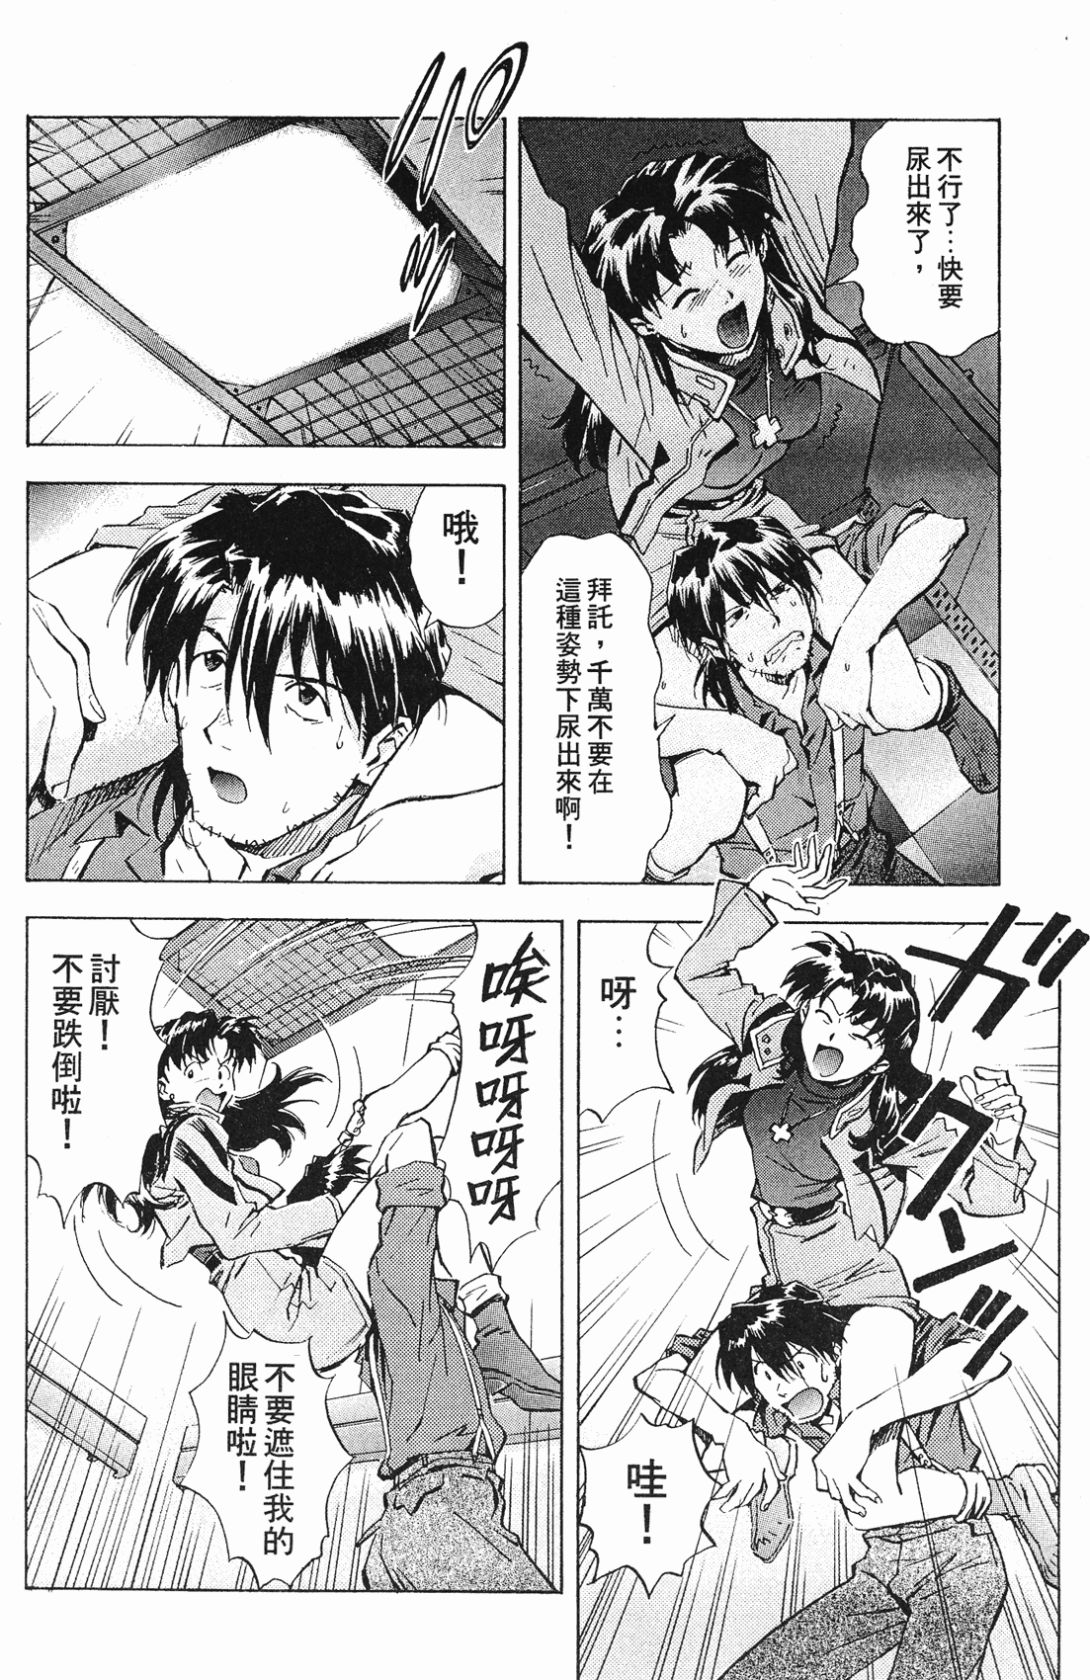 不行了…快要
尿出來了，
拜託，千萬不要在
這種姿勢下尿出來啊！
哦！
ガクンッ
呀…
哇！
唉呀呀呀呀
討厭！
不要跌倒啦！
不要遮住我的
眼睛啦！